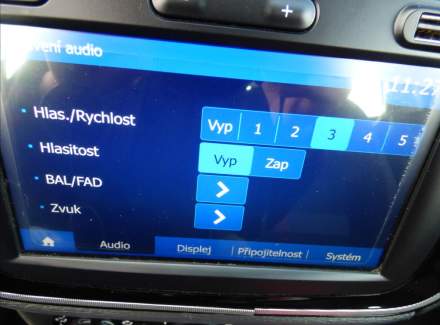 vení audio
11:27
Hlas./Rychlost Vyp 1 2 3 4 5
Hlasitost Vyp Zap
BAL/FAD
Zvuk
Audio Displej Připojitelnost Systém